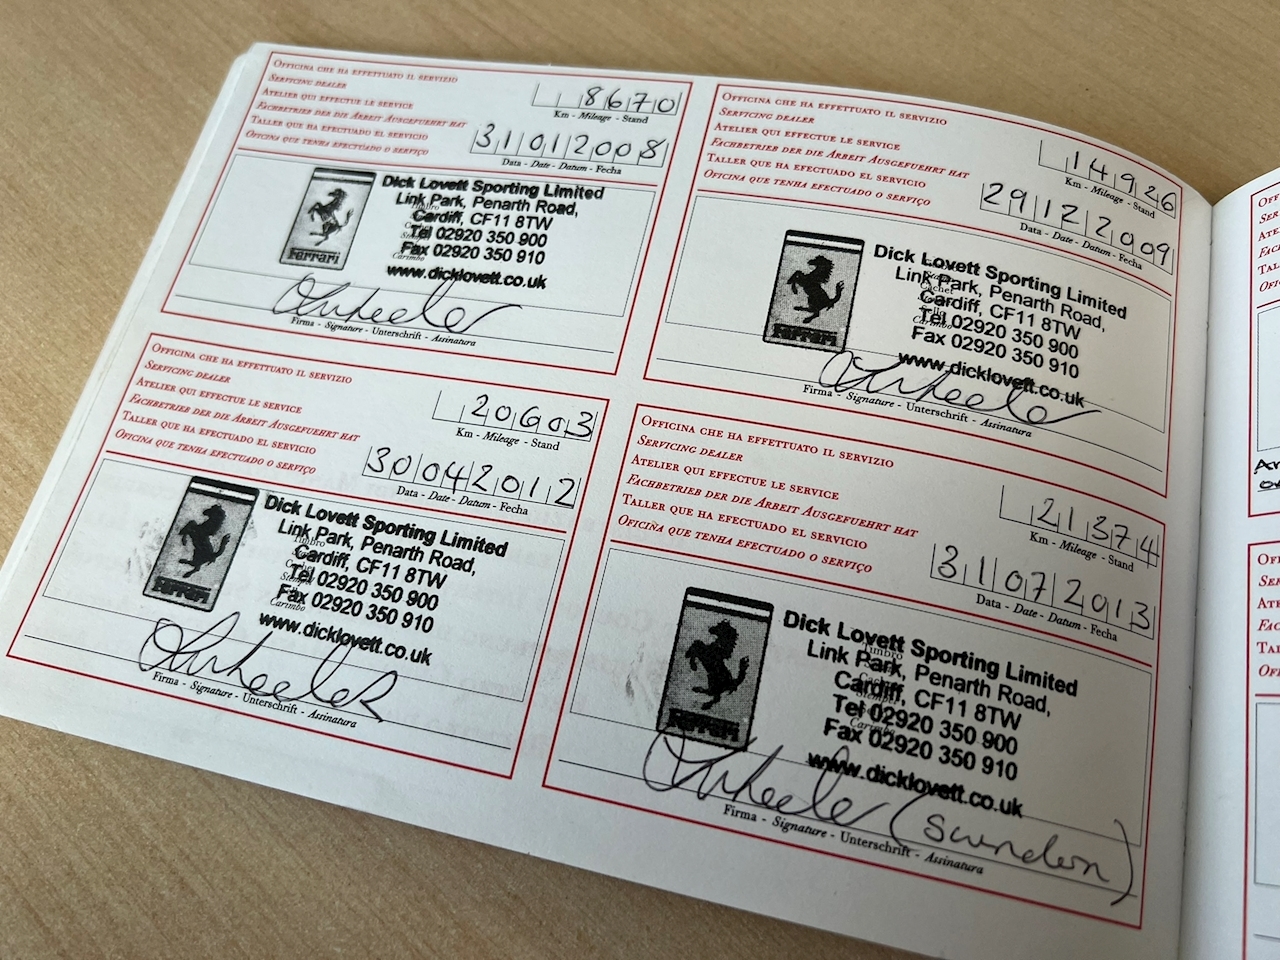 OFFICINA CHE HA EFFETTUATO IL SERVIZIO
SERVICING DEALER
ATELIER QUI EFFECTUE LE SERVICE
FACHBETRIEB DER DIE ARBEIT AUSGEFUEHRT HAT
TALLER QUE HA EFECTUADO EL SERVICIO
OFICINA QUE TENHA EFECTUADO O SERVIÇO
8670
Km - Mileage - Stand
31012008
Data - Date - Datum - Fecha
Dick Lovett Sporting Limited
Link Park, Penarth Road,
Cardiff, CF11 8TW
Tel 02920 350 900
Fax 02920 350 910
www.dicklovett.co.uk
Ferrari
Firma - Signature - Unterschrift - Assinatura
OFFICINA CHE HA EFFETTUATO IL SERVIZIO
SERVICING DEALER
ATELIER QUI EFFECTUE LE SERVICE
FACHBETRIEB DER DIE ARBEIT AUSGEFUEHRT HAT
TALLER QUE HA EFECTUADO EL SERVICIO
OFICINA QUE TENHA EFECTUADO O SERVIÇO
14926
Km - Mileage - Stand
29122009
Data - Date - Datum - Fecha
Dick Lovett Sporting Limited
Link Park, Penarth Road,
Cardiff, CF11 8TW
Tel 02920 350 900
Fax 02920 350 910
www.dicklovett.co.uk
Ferrari
Firma - Signature - Unterschrift - Assinatura
OFFICINA CHE HA EFFETTUATO IL SERVIZIO
SERVICING DEALER
ATELIER QUI EFFECTUE LE SERVICE
FACHBETRIEB DER DIE ARBEIT AUSGEFUEHRT HAT
TALLER QUE HA EFECTUADO EL SERVICIO
OFICINA QUE TENHA EFECTUADO O SERVIÇO
20603
Km - Mileage - Stand
30042012
Data - Date - Datum - Fecha
Dick Lovett Sporting Limited
Link Park, Penarth Road,
Cardiff, CF11 8TW
Tel 02920 350 900
Fax 02920 350 910
www.dicklovett.co.uk
Ferrari
Firma - Signature - Unterschrift - Assinatura
OFFICINA CHE HA EFFETTUATO IL SERVIZIO
SERVICING DEALER
ATELIER QUI EFFECTUE LE SERVICE
FACHBETRIEB DER DIE ARBEIT AUSGEFUEHRT HAT
TALLER QUE HA EFECTUADO EL SERVICIO
OFICINA QUE TENHA EFECTUADO O SERVIÇO
21374
Km - Mileage - Stand
31072013
Data - Date - Datum - Fecha
Dick Lovett Sporting Limited
Link Park, Penarth Road,
Cardiff, CF11 8TW
Tel 02920 350 900
Fax 02920 350 910
www.dicklovett.co.uk
Ferrari
(Swindon)
Firma - Signature - Unterschrift - Assinatura